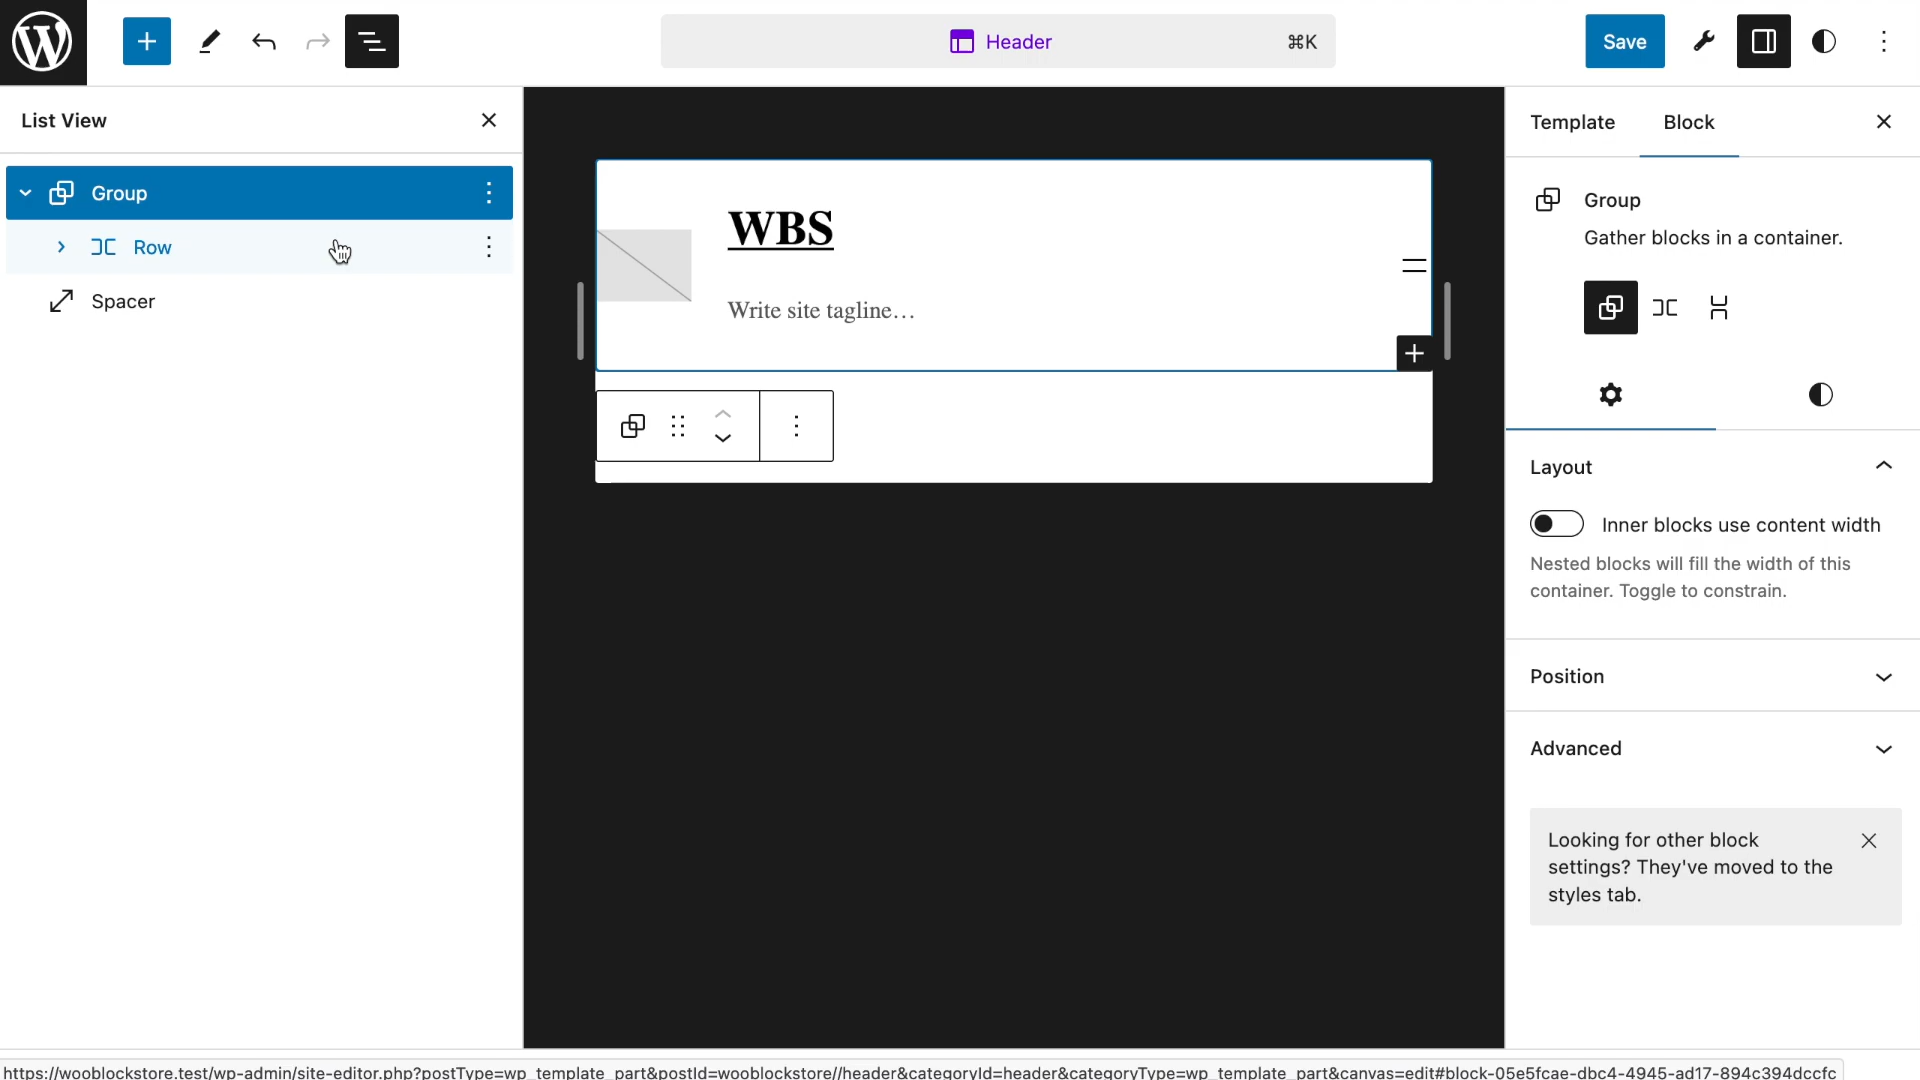 Header
⌘K
Save
List View
Group
Row
Spacer
WBS
Write site tagline...
Template
Block
Group
Gather blocks in a container.
Layout
Inner blocks use content width
Nested blocks will fill the width of this
container. Toggle to constrain.
Position
Advanced
Looking for other block
settings? They've moved to the
styles tab.
https://wooblockstore.test/wp-admin/site-editor.php?postType=wp_template_part&postId=wooblockstore//header&categoryId=header&categoryType=wp_template_part&canvas=edit#block-05e5fcae-dbc4-4945-ad17-894c394dccfc